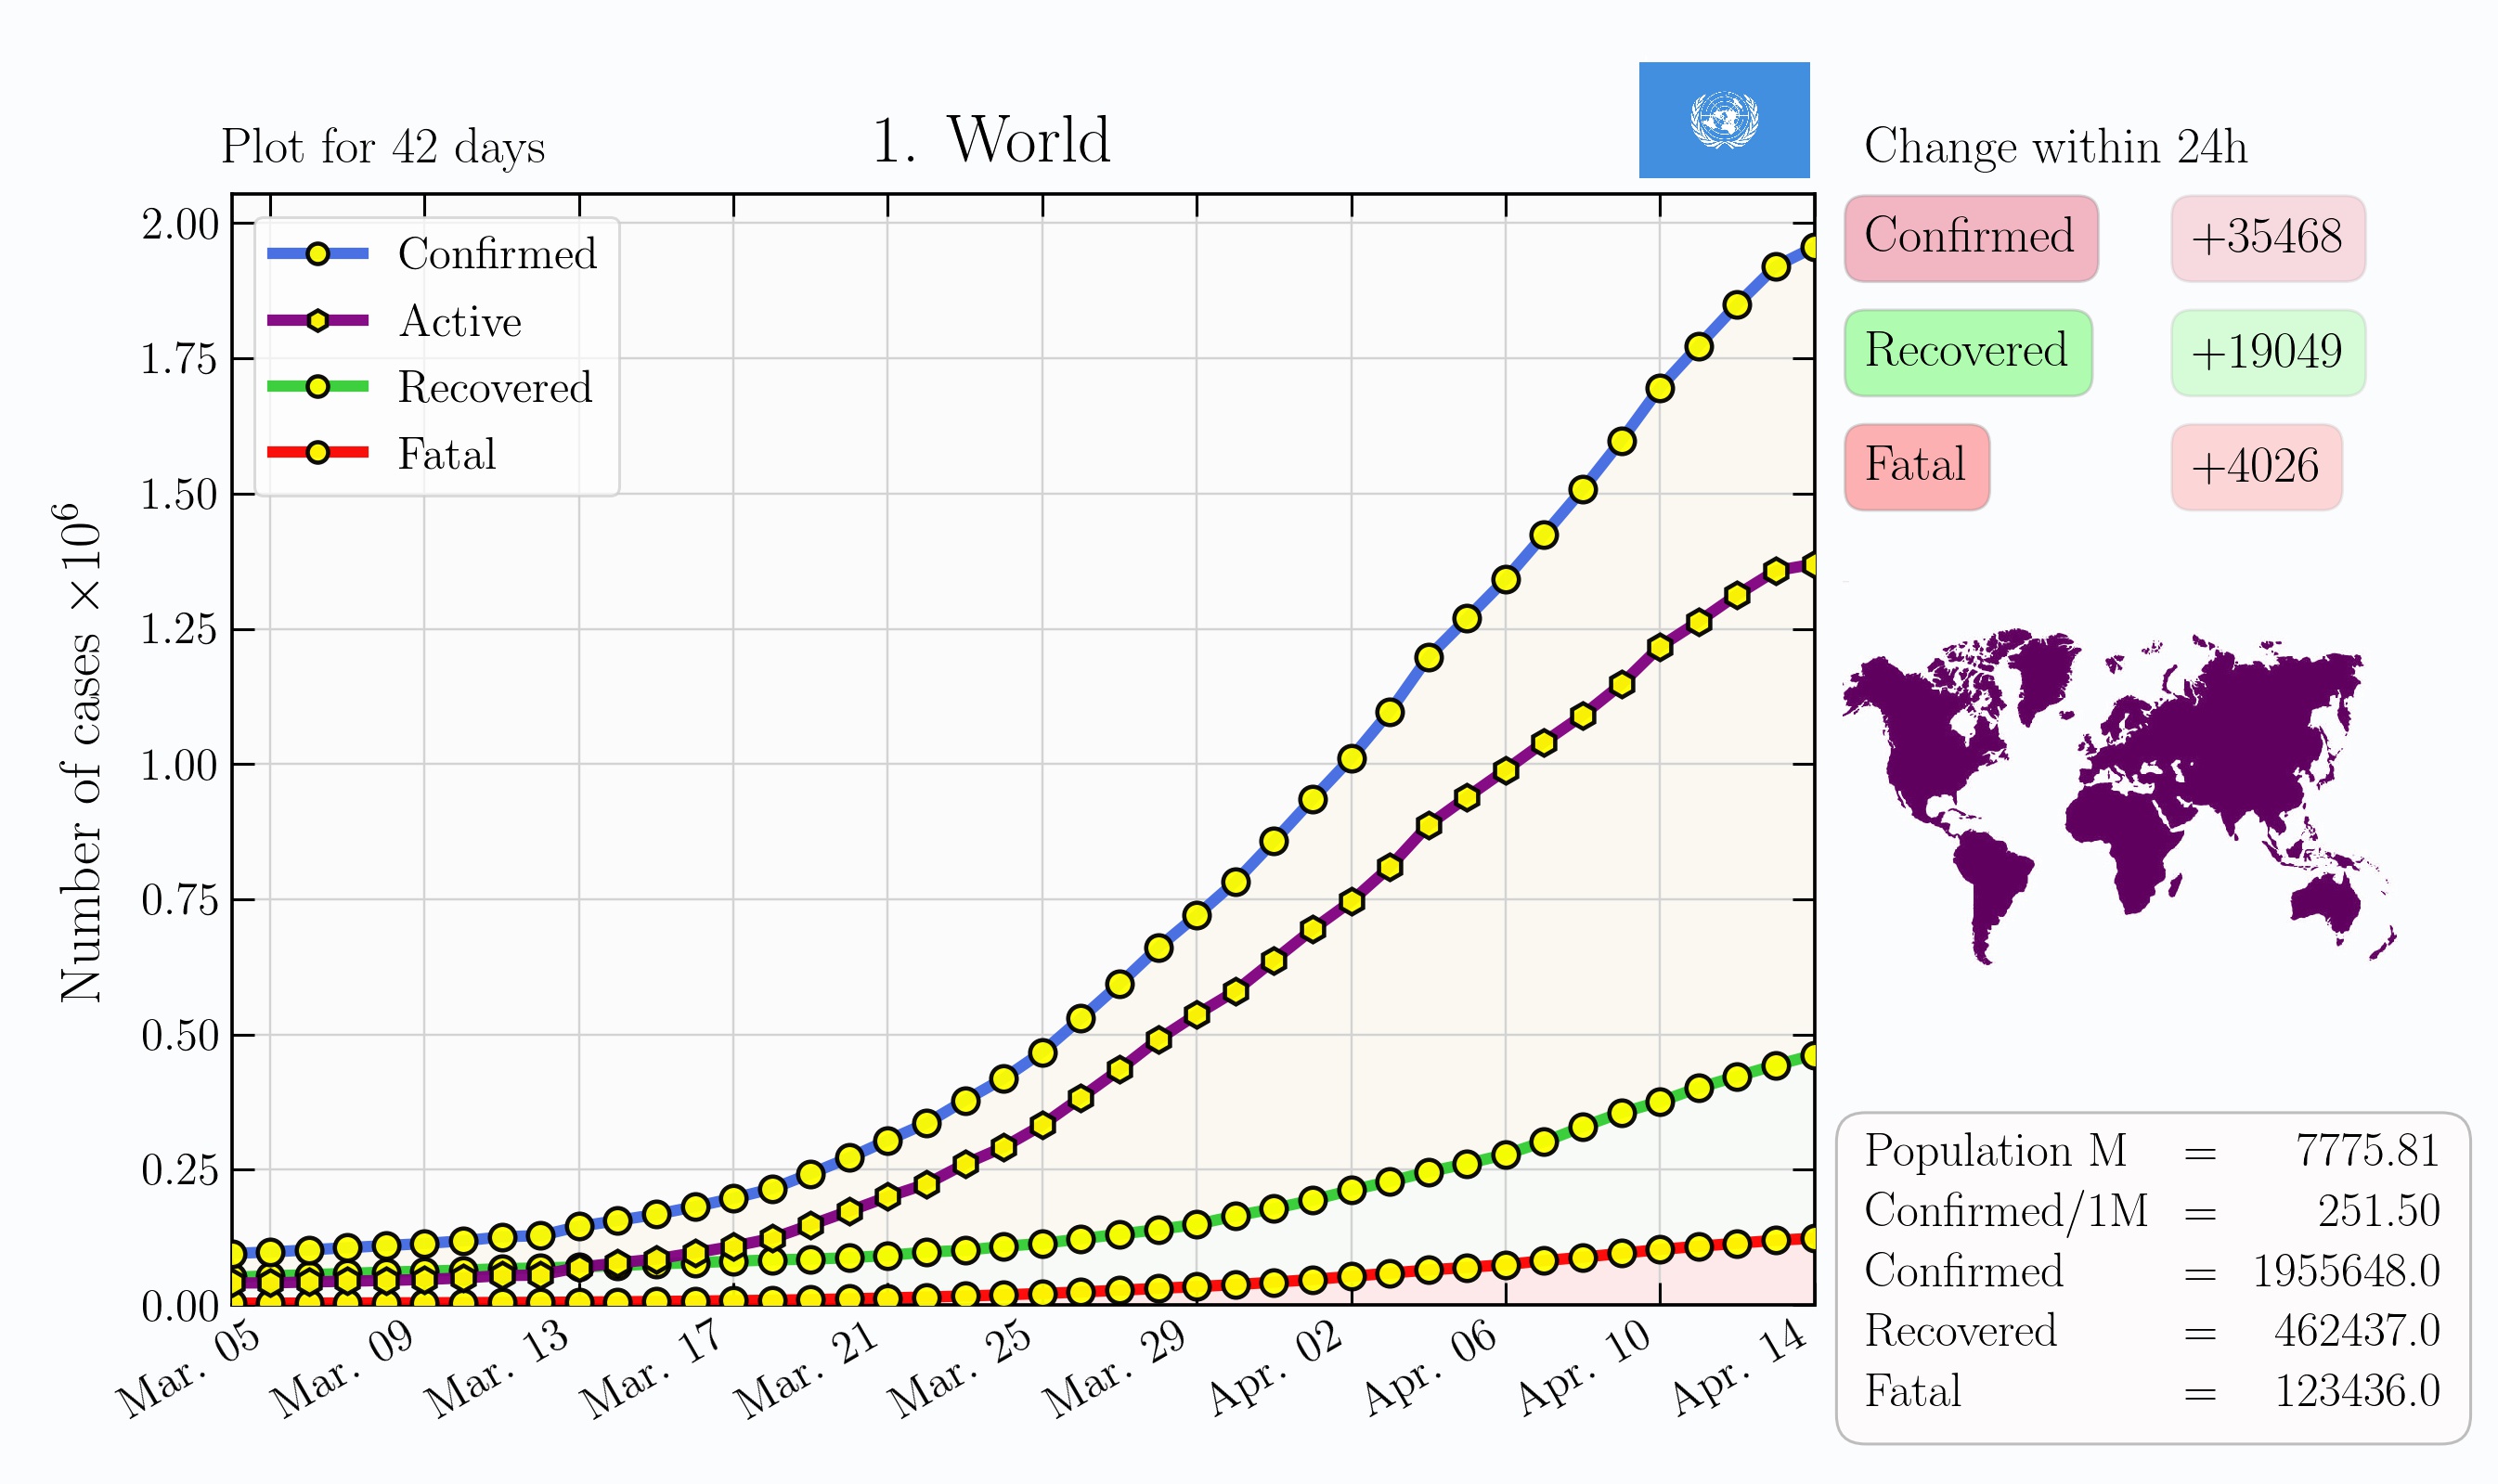 Plot for 42 days
1. World
Change within 24h
Confirmed +35468
Recovered +19049
Fatal +4026
Confirmed
Active
Recovered
Fatal
Number of cases ×10⁶
2.00
1.75
1.50
1.25
1.00
0.75
0.50
0.25
0.00
Mar. 05
Mar. 09
Mar. 13
Mar. 17
Mar. 21
Mar. 25
Mar. 29
Apr. 02
Apr. 06
Apr. 10
Apr. 14
Population M = 7775.81
Confirmed/1M = 251.50
Confirmed = 1955648.0
Recovered = 462437.0
Fatal = 123436.0